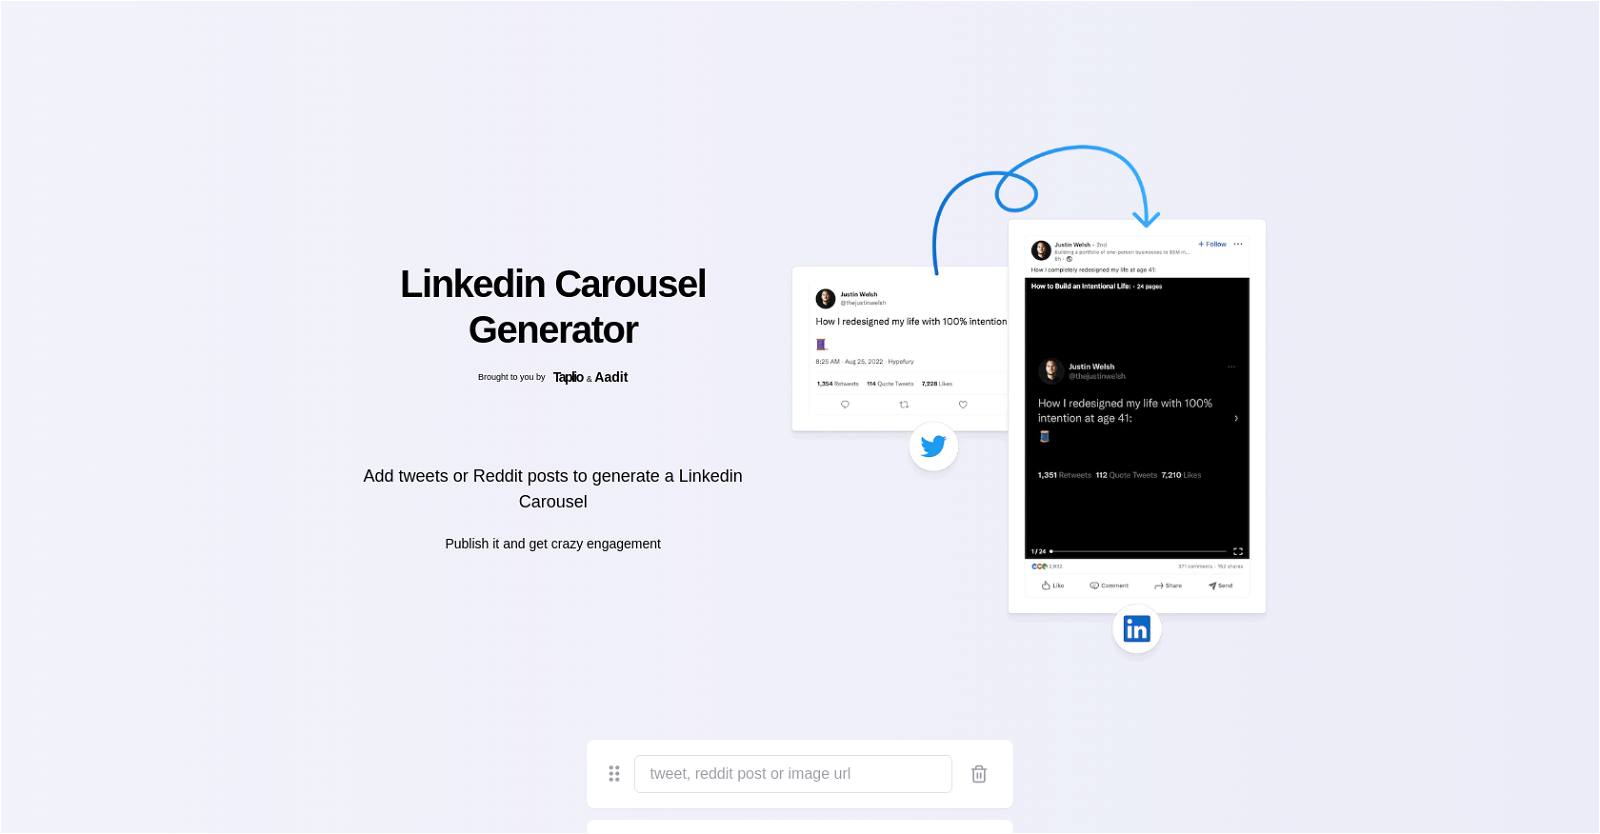 Linkedin Carousel
Generator
Brought to you by Taplio & Aadit
Add tweets or Reddit posts to generate a Linkedin
Carousel
Publish it and get crazy engagement
Justin Welsh
@thejustinwelsh
How I redesigned my life with 100% intention
8:25 AM · Aug 25, 2022 · Hypefury
1,354 Retweets 114 Quote Tweets 7,228 Likes
Justin Welsh • 2nd
+ Follow
Building a portfolio of one-person businesses to $5M m...
6h •
How I completely redesigned my life at age 41:
How to Build an Intentional Life: • 24 pages
Justin Welsh
@thejustinwelsh
How I redesigned my life with 100%
intention at age 41:
1,351 Retweets 112 Quote Tweets 7,210 Likes
1 / 24
371 comments • 152 shares
Like Comment Share Send
in
tweet, reddit post or image url